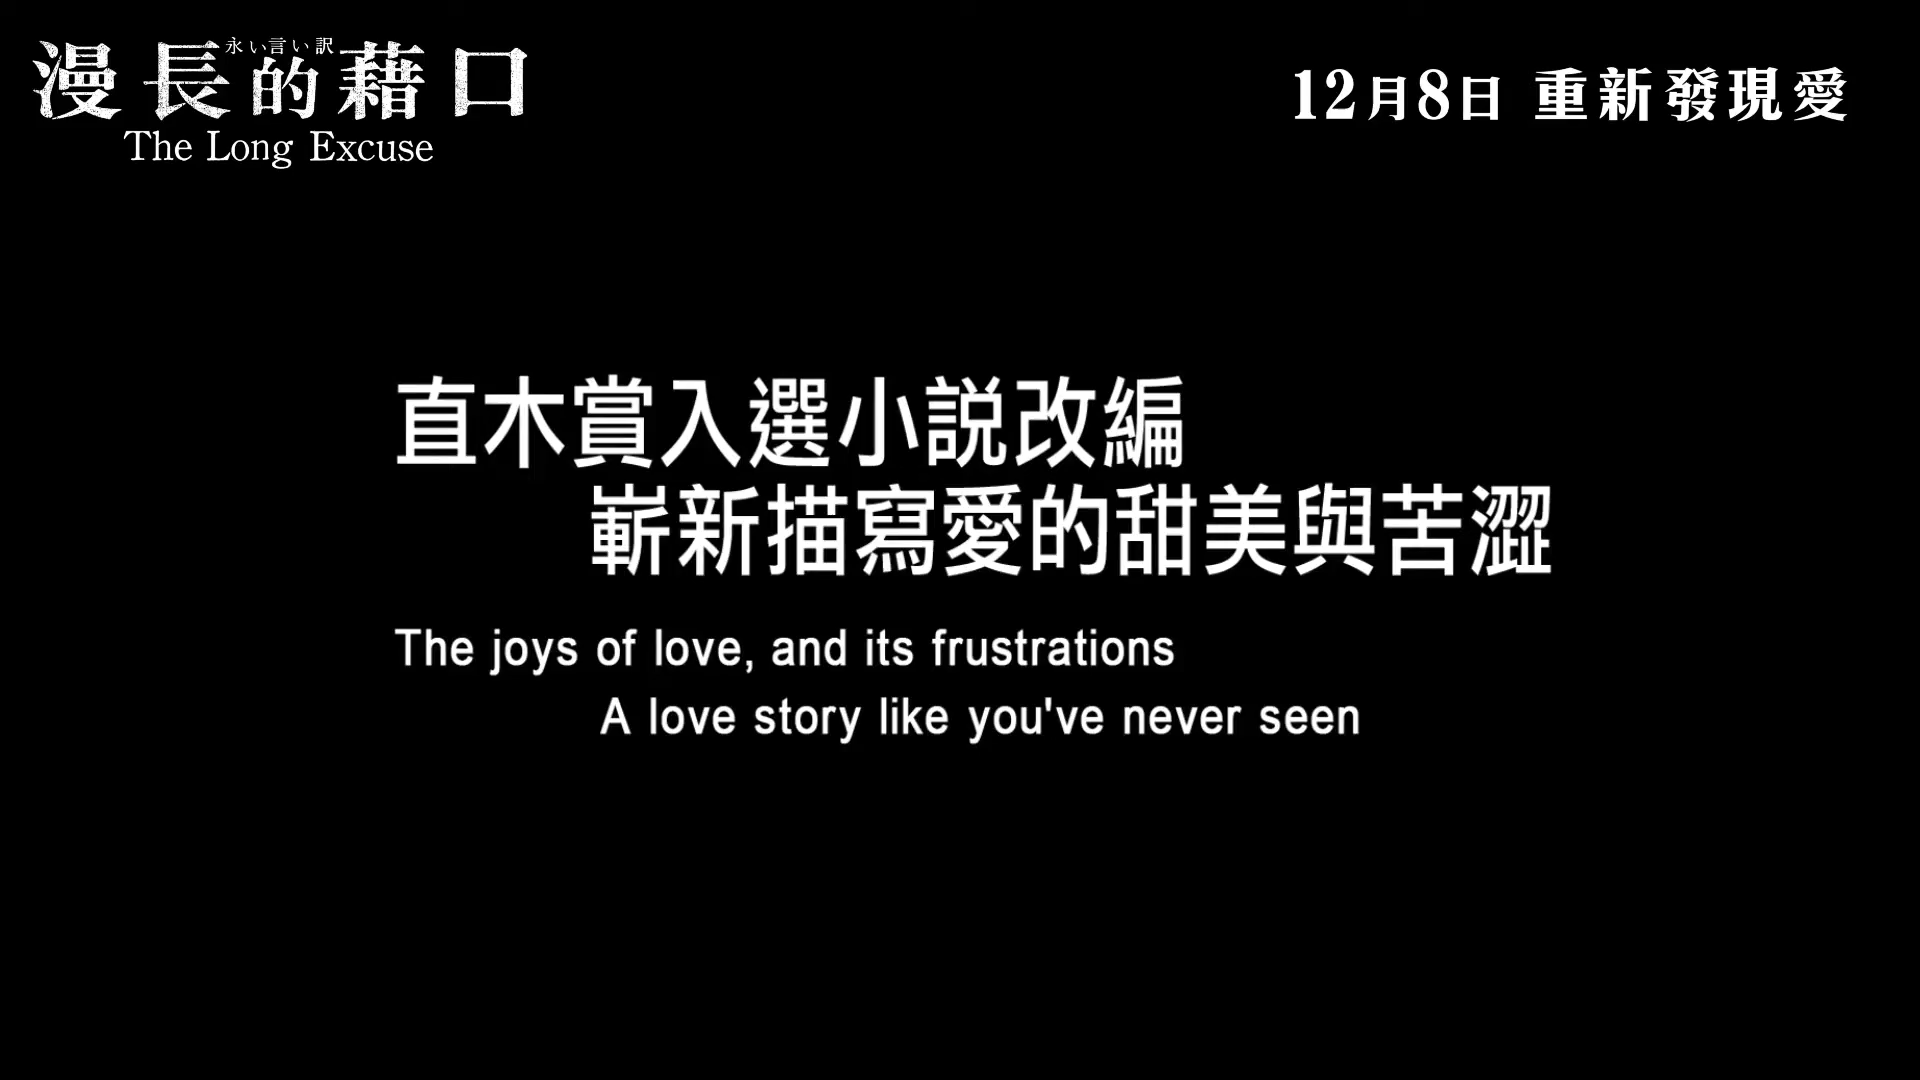 永い言い訳
漫長的藉口
The Long Excuse
12月8日 重新發現愛
直木賞入選小説改編
嶄新描寫愛的甜美與苦澀
The joys of love, and its frustrations
A love story like you've never seen